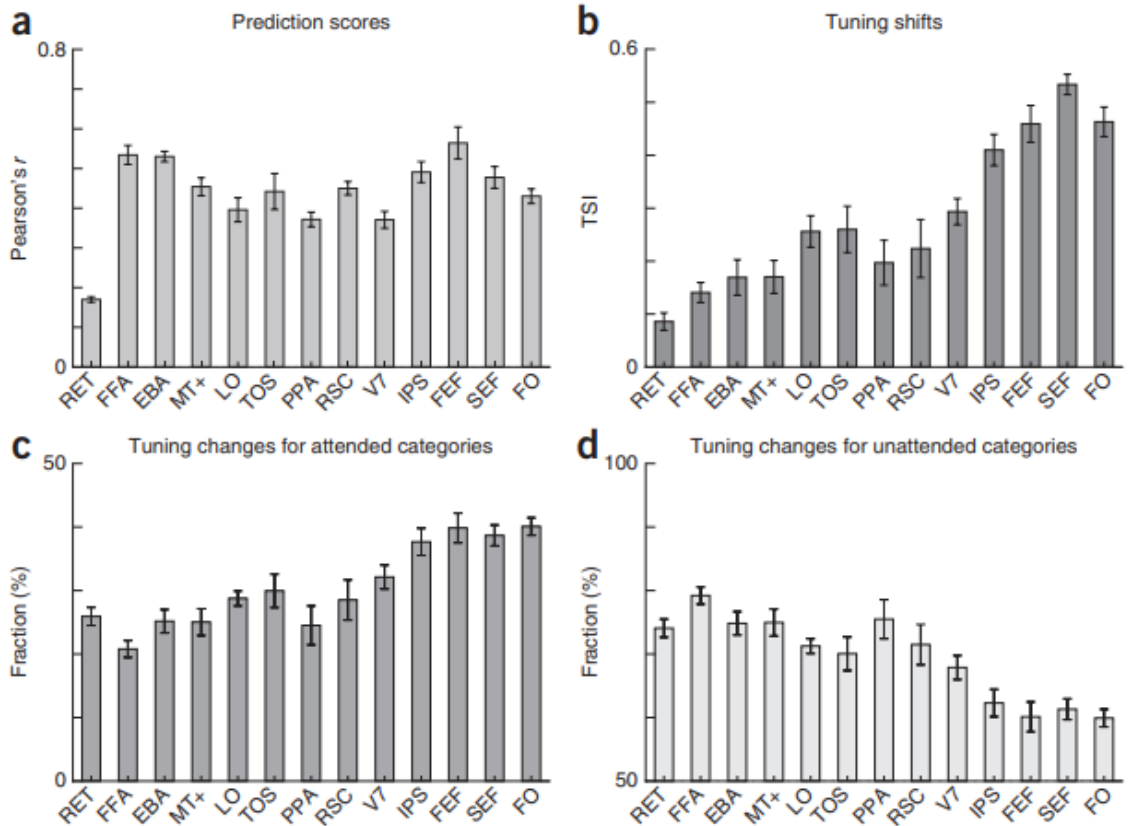 a Prediction scores
0.8
Pearson's r
0
RET FFA EBA MT+ LO TOS PPA RSC V7 IPS FEF SEF FO
b Tuning shifts
0.6
TSI
0
RET FFA EBA MT+ LO TOS PPA RSC V7 IPS FEF SEF FO
c Tuning changes for attended categories
50
Fraction (%)
0
RET FFA EBA MT+ LO TOS PPA RSC V7 IPS FEF SEF FO
d Tuning changes for unattended categories
100
Fraction (%)
50
RET FFA EBA MT+ LO TOS PPA RSC V7 IPS FEF SEF FO